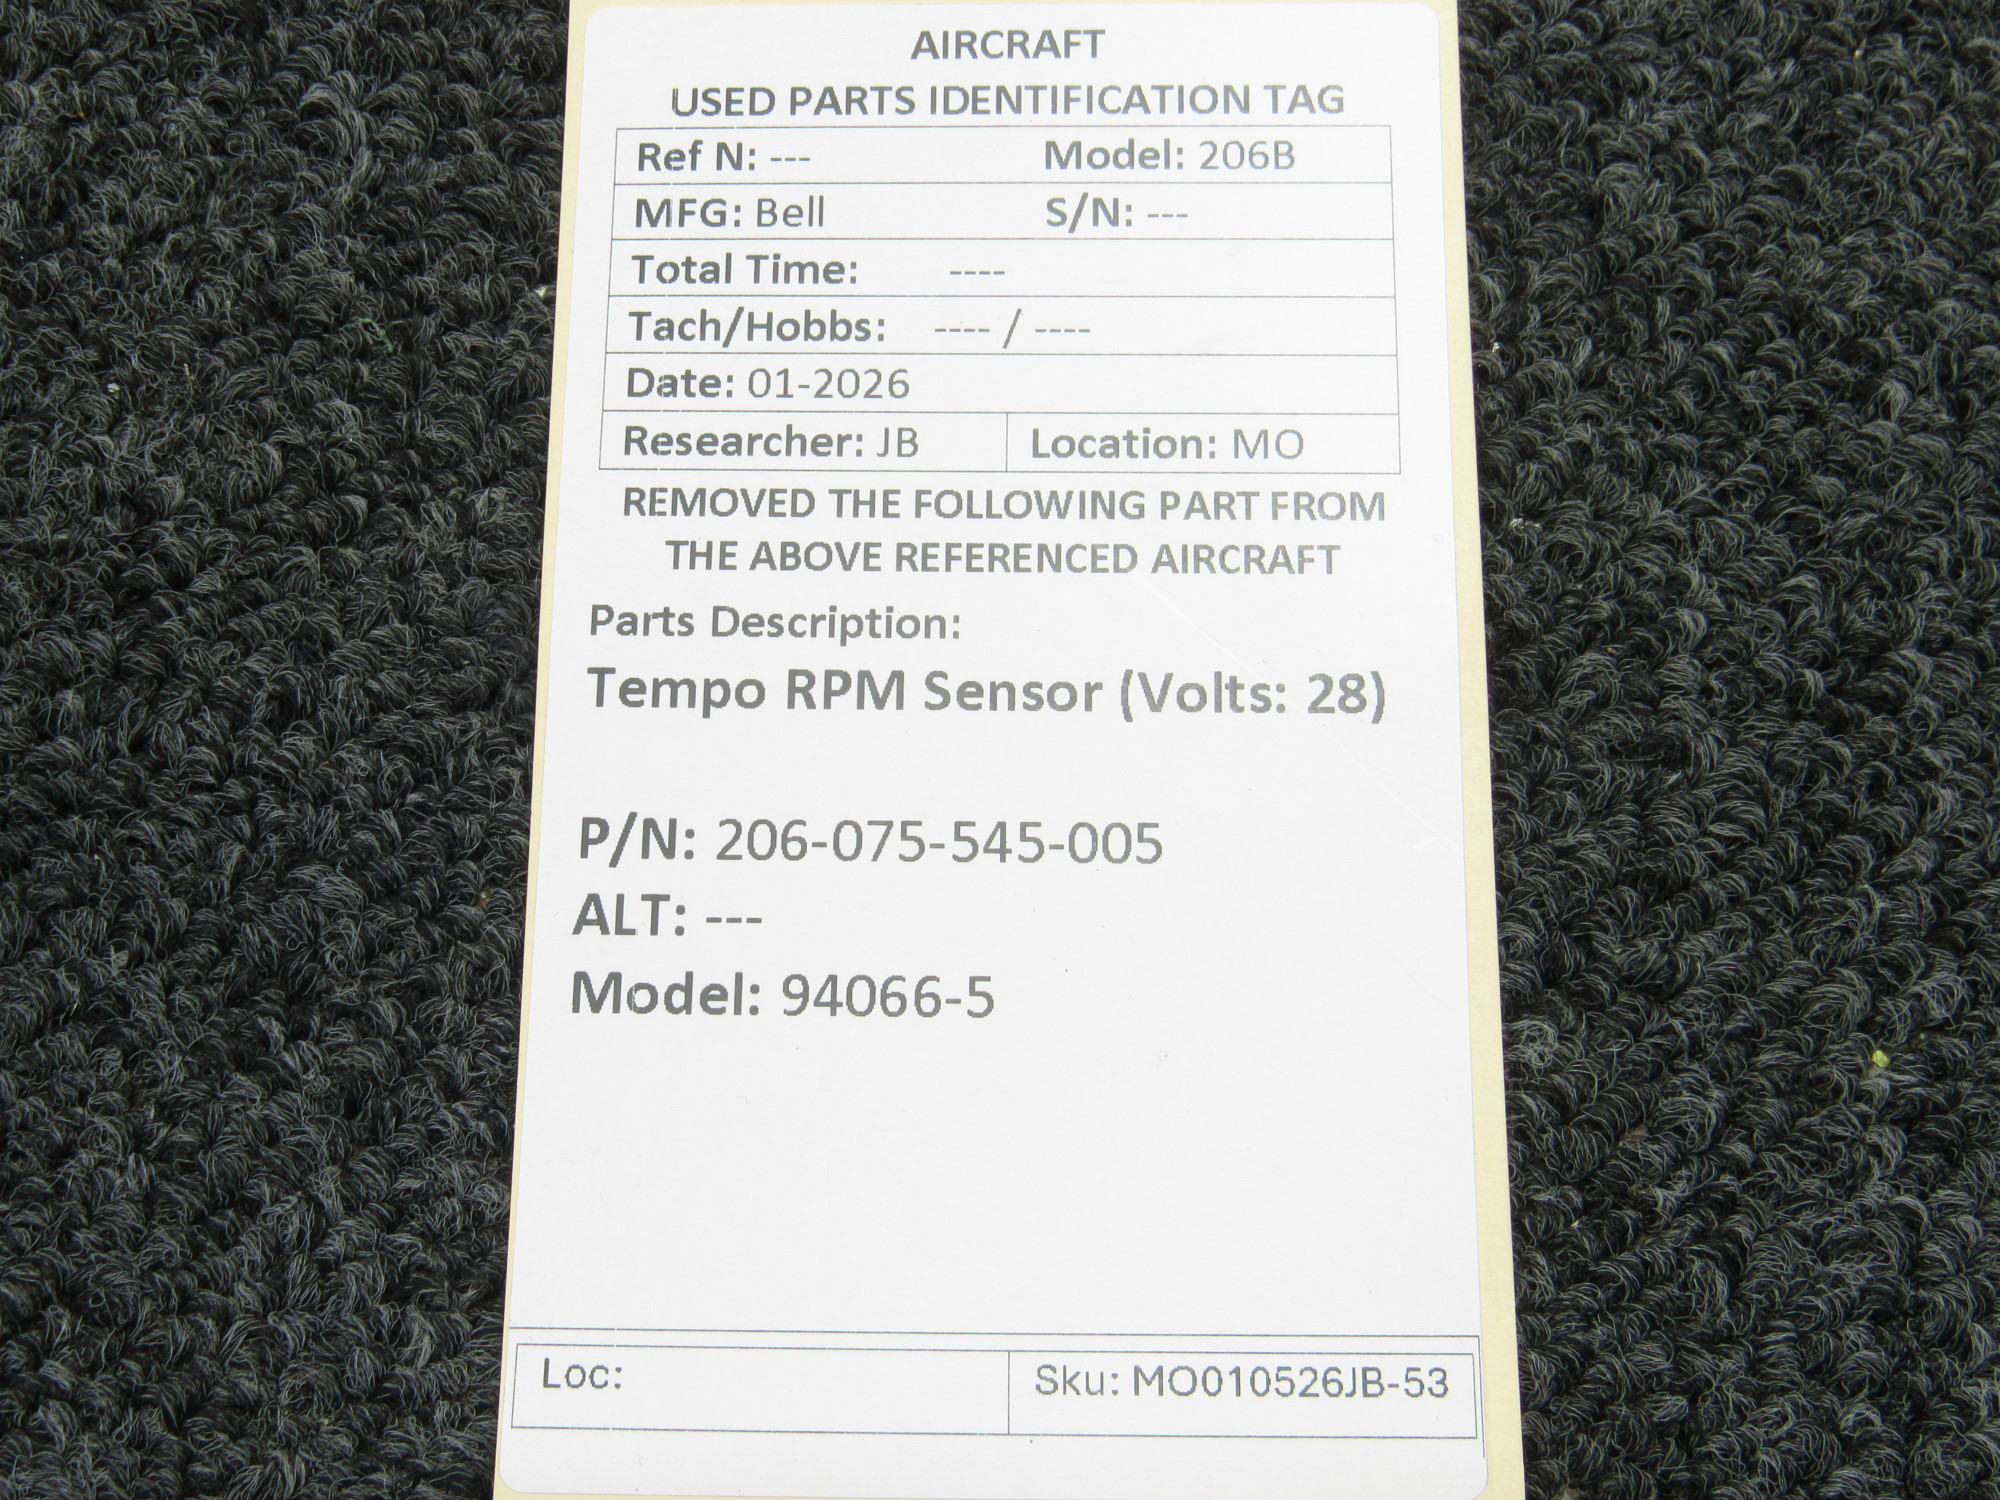 AIRCRAFT
USED PARTS IDENTIFICATION TAG
Ref N: --- Model: 206B
MFG: Bell S/N: ---
Total Time: ----
Tach/Hobbs: ---- / ----
Date: 01-2026
Researcher: JB Location: MO
REMOVED THE FOLLOWING PART FROM
THE ABOVE REFERENCED AIRCRAFT
Parts Description:
Tempo RPM Sensor (Volts: 28)
P/N: 206-075-545-005
ALT: ---
Model: 94066-5
Loc: Sku: MO010526JB-53